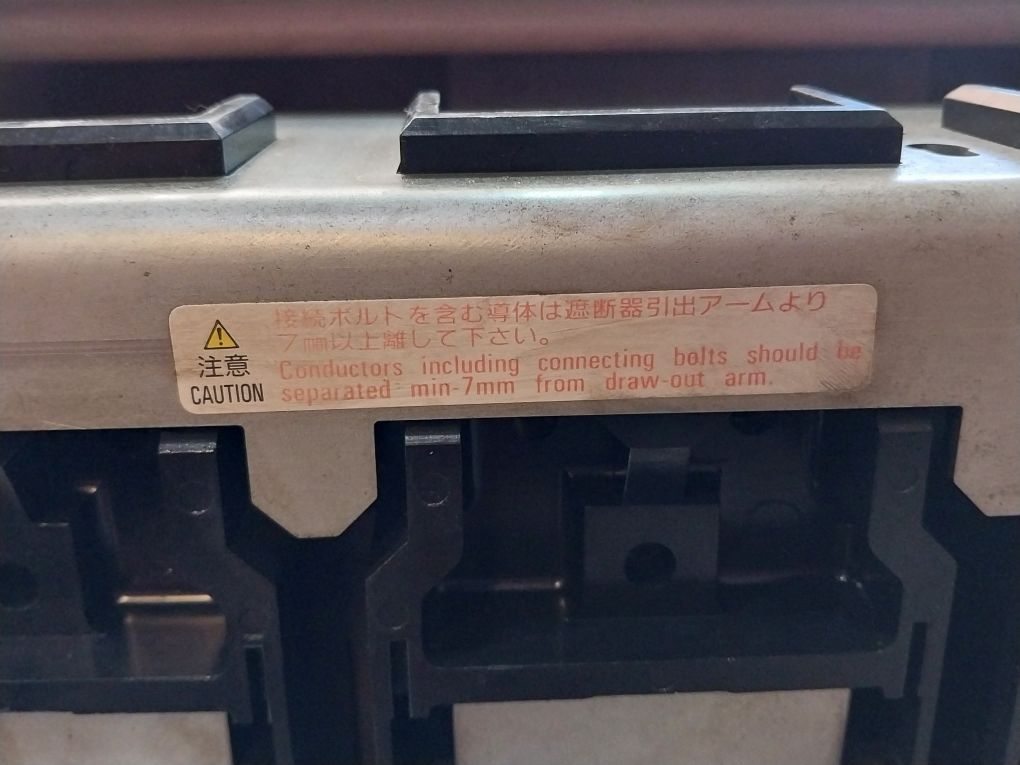 注意
CAUTION
接続ボルトを含む導体は遮断器引出アームより
7mm以上離して下さい。
Conductors including connecting bolts should be
separated min-7mm from draw-out arm.